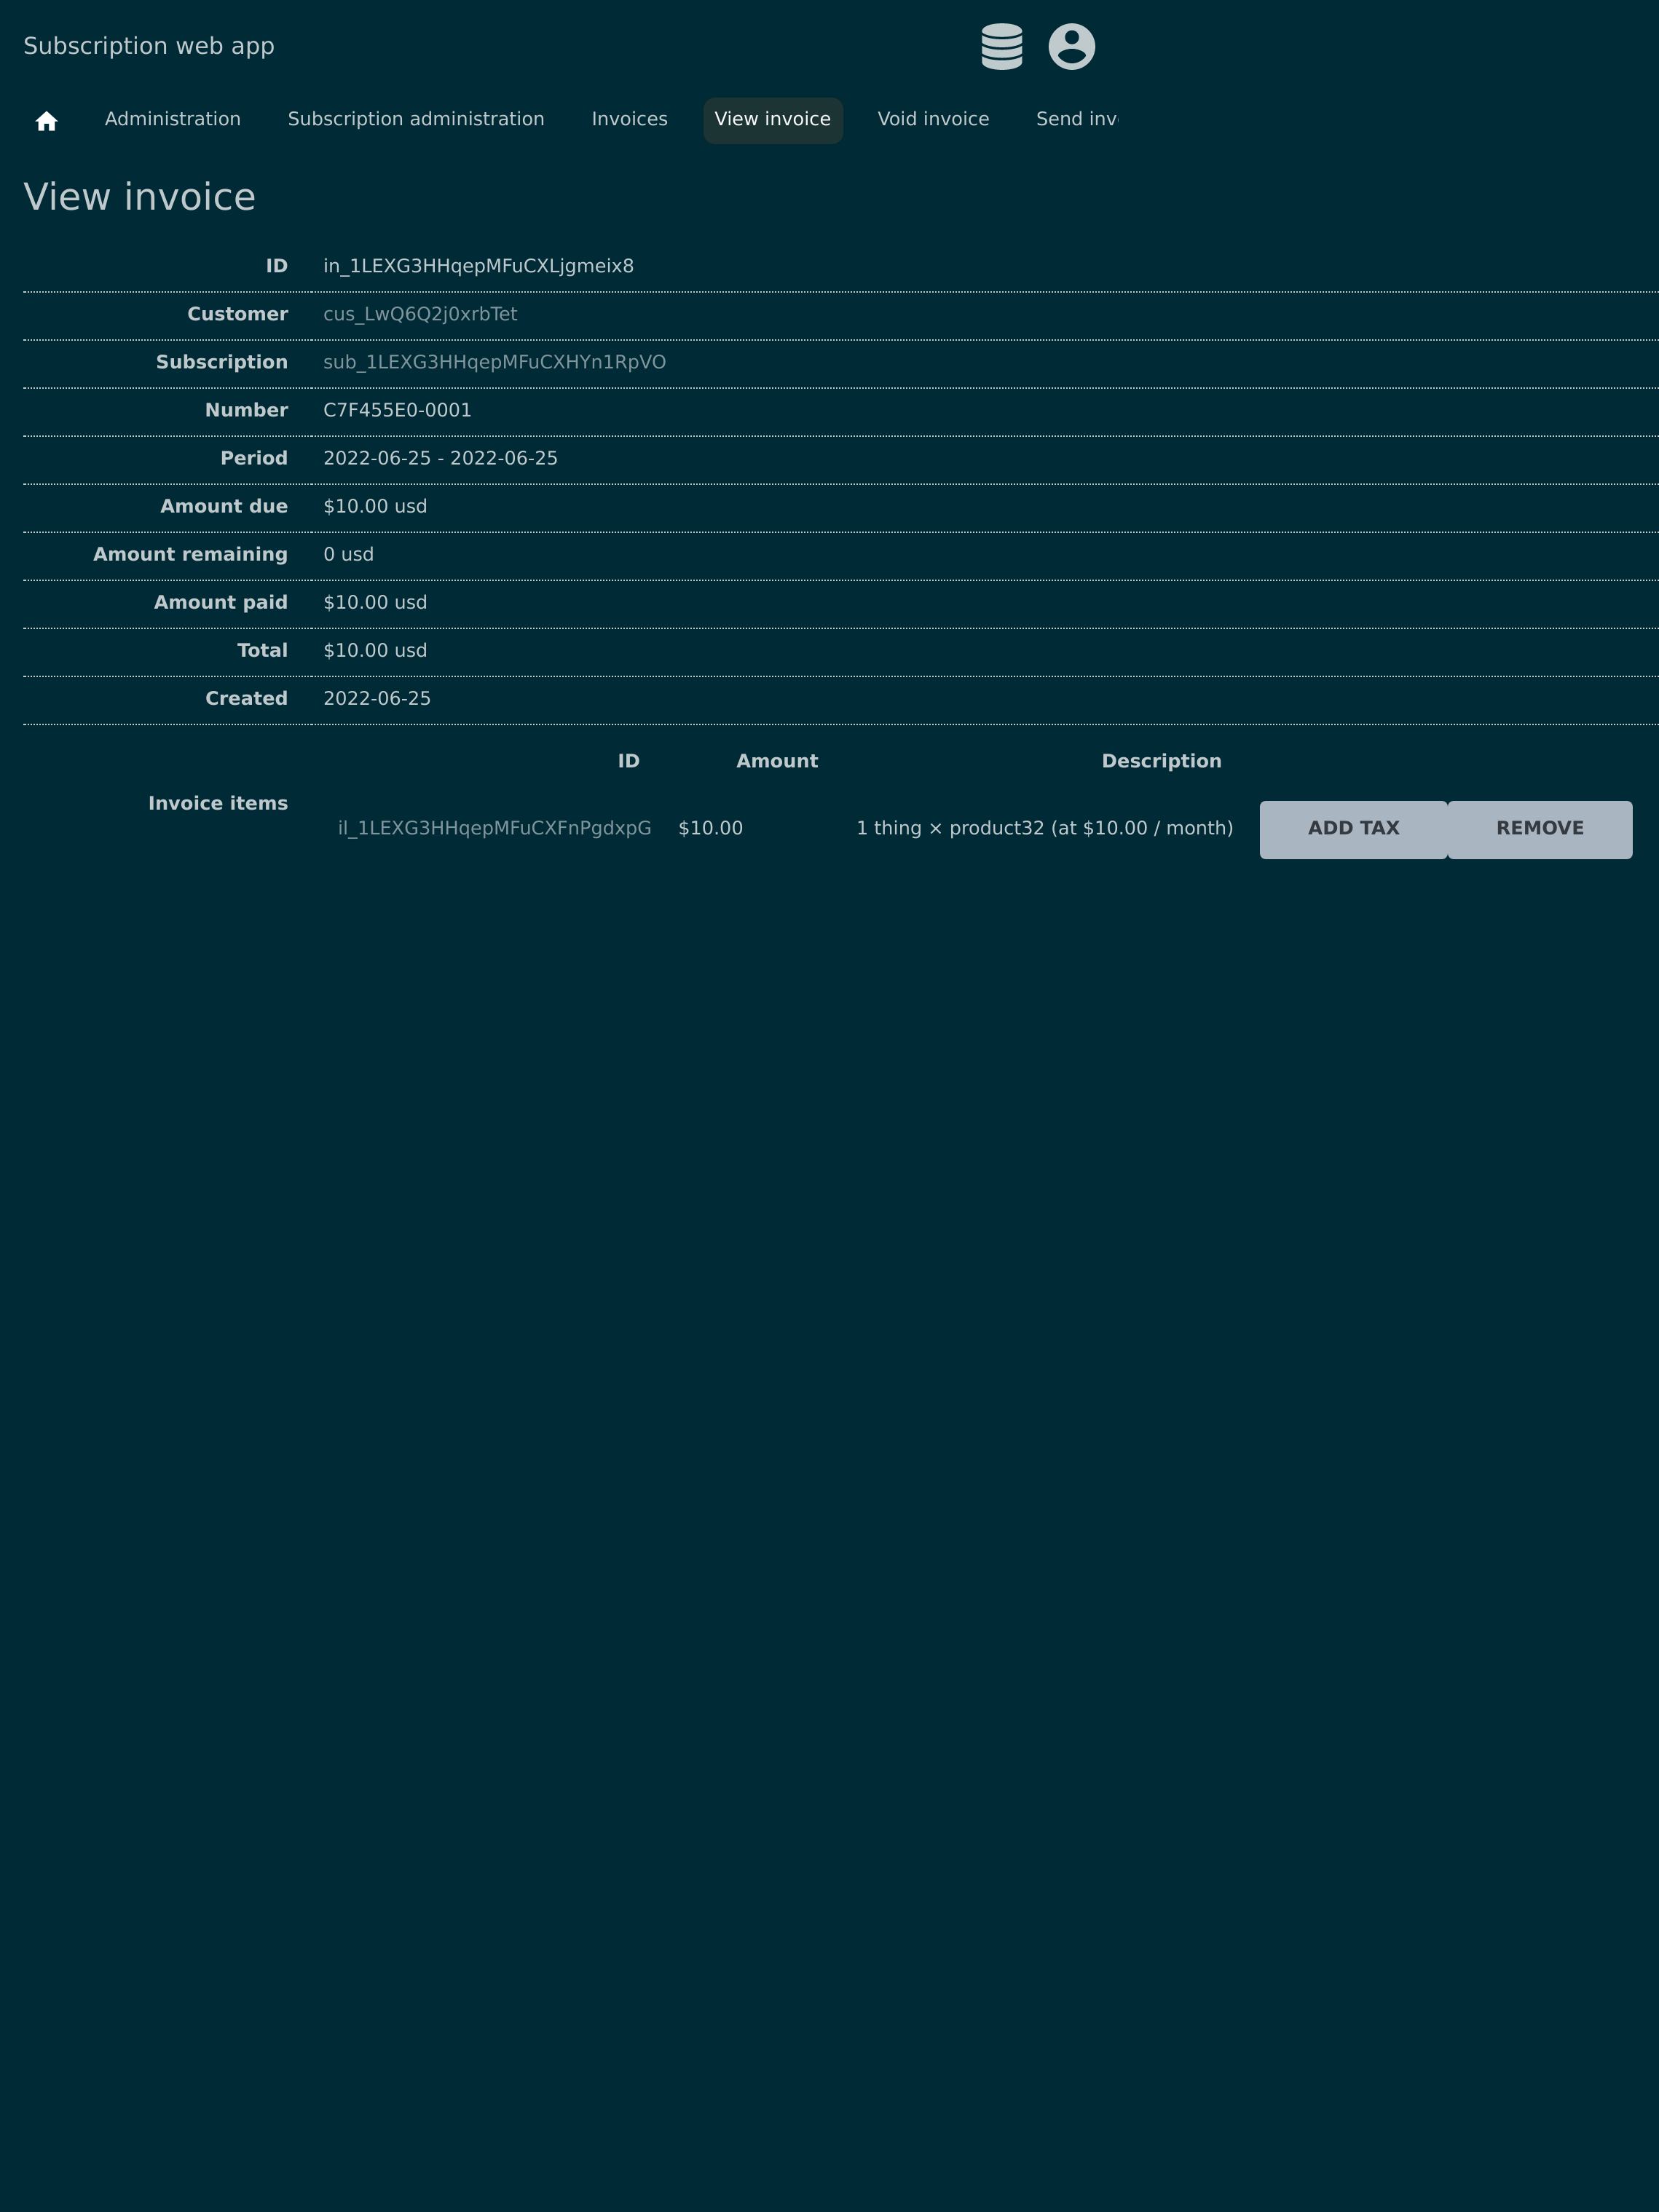 Subscription web app
Administration Subscription administration Invoices View invoice Void invoice Send inv
View invoice
ID in_1LEXG3HHqepMFuCXLjgmeix8
Customer cus_LwQ6Q2j0xrbTet
Subscription sub_1LEXG3HHqepMFuCXHYn1RpVO
Number C7F455E0-0001
Period 2022-06-25 - 2022-06-25
Amount due $10.00 usd
Amount remaining 0 usd
Amount paid $10.00 usd
Total $10.00 usd
Created 2022-06-25
ID Amount Description
Invoice items
il_1LEXG3HHqepMFuCXFnPgdxpG $10.00 1 thing × product32 (at $10.00 / month) ADD TAX REMOVE